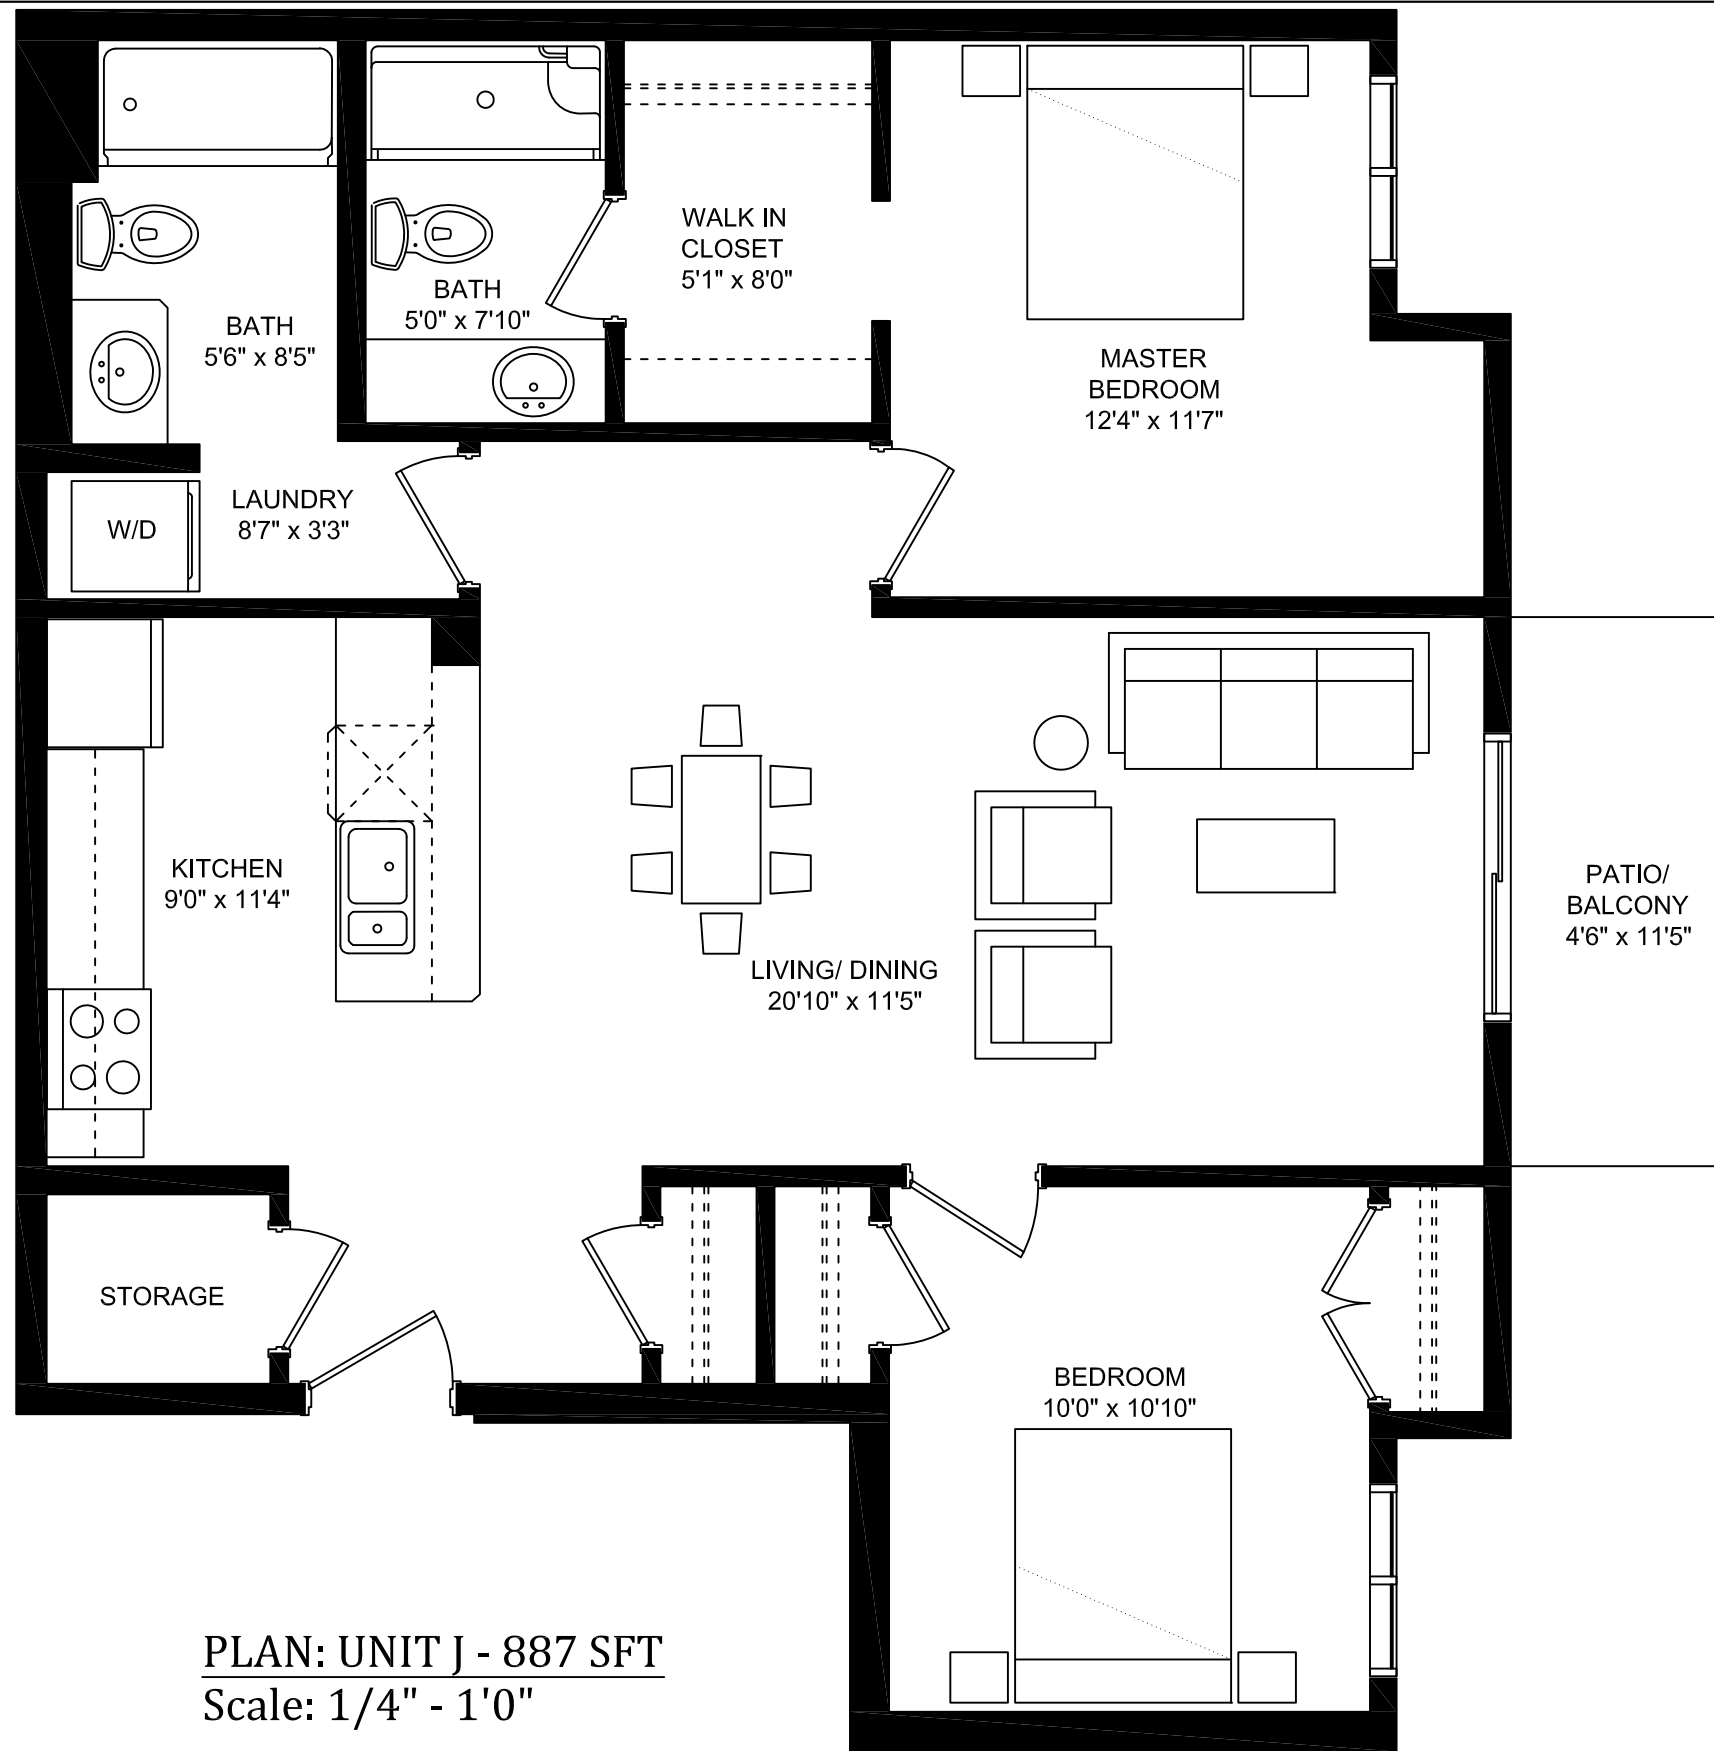 WALK IN
CLOSET
5'1" x 8'0"
BATH
5'0" x 7'10"
BATH
5'6" x 8'5"
MASTER
BEDROOM
12'4" x 11'7"
LAUNDRY
8'7" x 3'3"
W/D
KITCHEN
9'0" x 11'4"
PATIO/
BALCONY
4'6" x 11'5"
LIVING/ DINING
20'10" x 11'5"
STORAGE
BEDROOM
10'0" x 10'10"
PLAN: UNIT J - 887 SFT
Scale: 1/4" - 1'0"